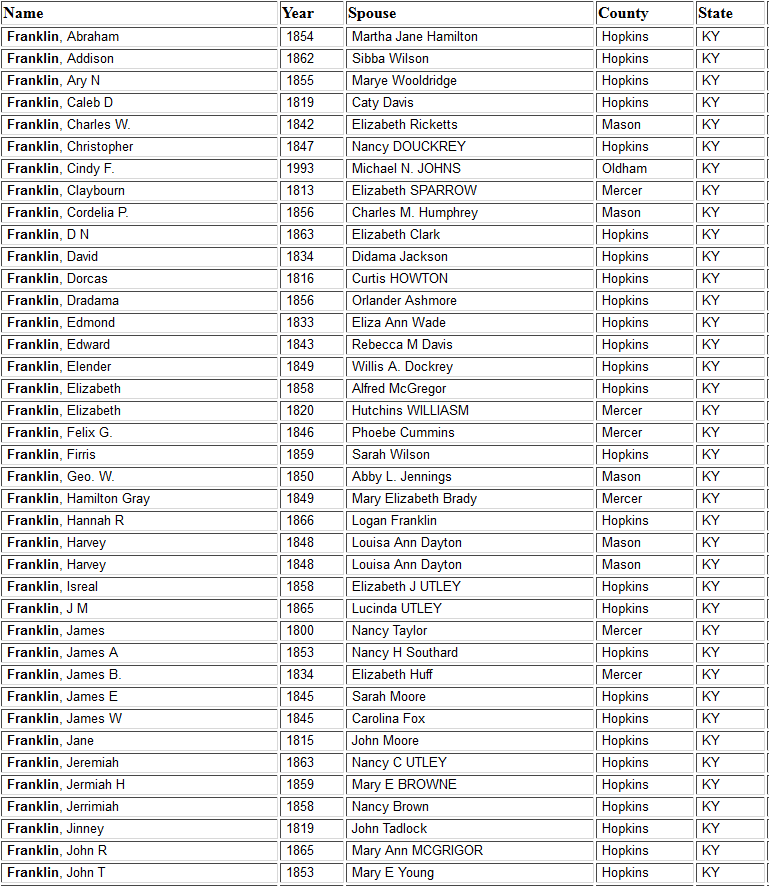 Name Year Spouse County State
Franklin, Abraham 1854 Martha Jane Hamilton Hopkins KY
Franklin, Addison 1862 Sibba Wilson Hopkins KY
Franklin, Ary N 1855 Marye Wooldridge Hopkins KY
Franklin, Caleb D 1819 Caty Davis Hopkins KY
Franklin, Charles W. 1842 Elizabeth Ricketts Mason KY
Franklin, Christopher 1847 Nancy DOUCKREY Hopkins KY
Franklin, Cindy F. 1993 Michael N. JOHNS Oldham KY
Franklin, Claybourn 1813 Elizabeth SPARROW Mercer KY
Franklin, Cordelia P. 1856 Charles M. Humphrey Mason KY
Franklin, D N 1863 Elizabeth Clark Hopkins KY
Franklin, David 1834 Didama Jackson Hopkins KY
Franklin, Dorcas 1816 Curtis HOWTON Hopkins KY
Franklin, Dradama 1856 Orlander Ashmore Hopkins KY
Franklin, Edmond 1833 Eliza Ann Wade Hopkins KY
Franklin, Edward 1843 Rebecca M Davis Hopkins KY
Franklin, Elender 1849 Willis A. Dockrey Hopkins KY
Franklin, Elizabeth 1858 Alfred McGregor Hopkins KY
Franklin, Elizabeth 1820 Hutchins WILLIASM Mercer KY
Franklin, Felix G. 1846 Phoebe Cummins Mercer KY
Franklin, Firris 1859 Sarah Wilson Hopkins KY
Franklin, Geo. W. 1850 Abby L. Jennings Mason KY
Franklin, Hamilton Gray 1849 Mary Elizabeth Brady Mercer KY
Franklin, Hannah R 1866 Logan Franklin Hopkins KY
Franklin, Harvey 1848 Louisa Ann Dayton Mason KY
Franklin, Harvey 1848 Louisa Ann Dayton Mason KY
Franklin, Isreal 1858 Elizabeth J UTLEY Hopkins KY
Franklin, J M 1865 Lucinda UTLEY Hopkins KY
Franklin, James 1800 Nancy Taylor Mercer KY
Franklin, James A 1853 Nancy H Southard Hopkins KY
Franklin, James B. 1834 Elizabeth Huff Mercer KY
Franklin, James E 1845 Sarah Moore Hopkins KY
Franklin, James W 1845 Carolina Fox Hopkins KY
Franklin, Jane 1815 John Moore Hopkins KY
Franklin, Jeremiah 1863 Nancy C UTLEY Hopkins KY
Franklin, Jermiah H 1859 Mary E BROWNE Hopkins KY
Franklin, Jerrimiah 1858 Nancy Brown Hopkins KY
Franklin, Jinney 1819 John Tadlock Hopkins KY
Franklin, John R 1865 Mary Ann MCGRIGOR Hopkins KY
Franklin, John T 1853 Mary E Young Hopkins KY